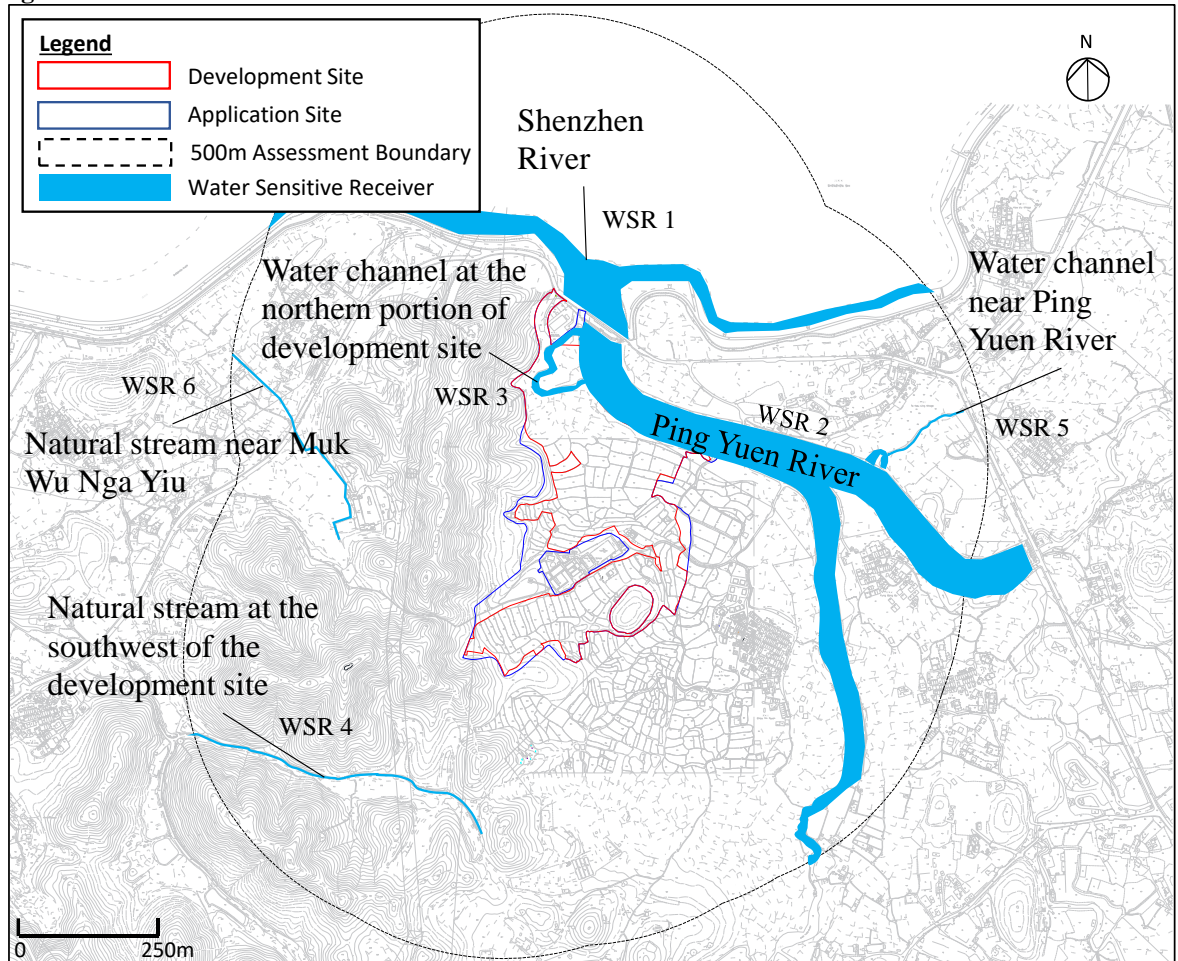 Legend
Development Site
Application Site
500m Assessment Boundary
Water Sensitive Receiver
N
Shenzhen
River
WSR 1
Water channel at the
northern portion of
development site
WSR 3
Water channel
near Ping
Yuen River
WSR 5
WSR 2
Ping Yuen River
WSR 6
Natural stream near Muk
Wu Nga Yiu
Natural stream at the
southwest of the
development site
WSR 4
0
250m